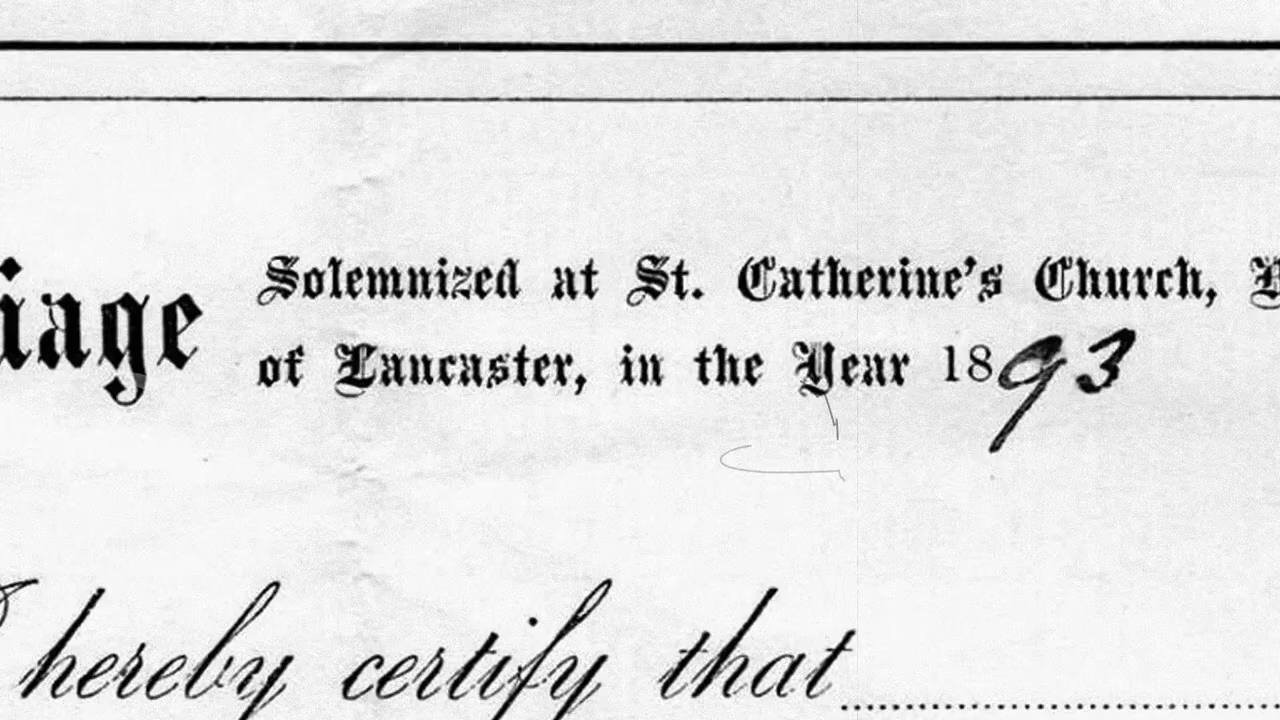 iage
Solemnized at St. Catherine's Church,
of Lancaster, in the Year 1893
hereby certify that